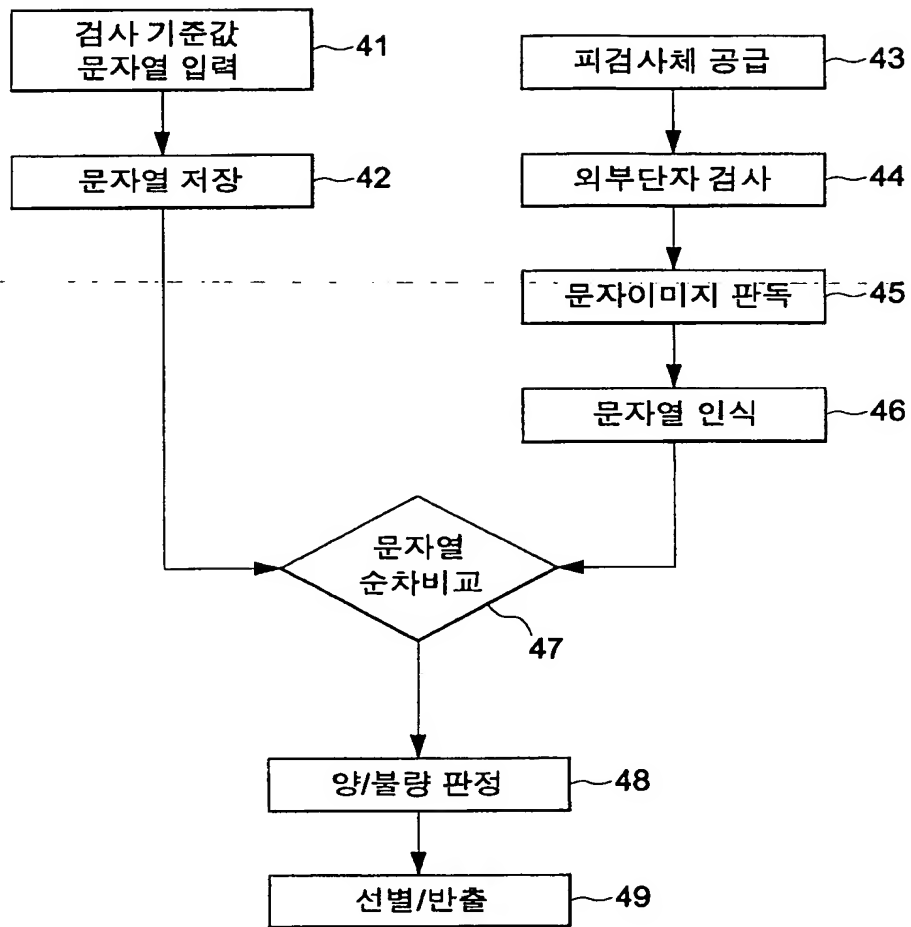 검사 기준값
문자열 입력
41
문자열 저장
42
피검사체 공급
43
외부단자 검사
44
문자이미지 판독
45
문자열 인식
46
문자열
순차비교
47
양/불량 판정
48
선별/반출
49